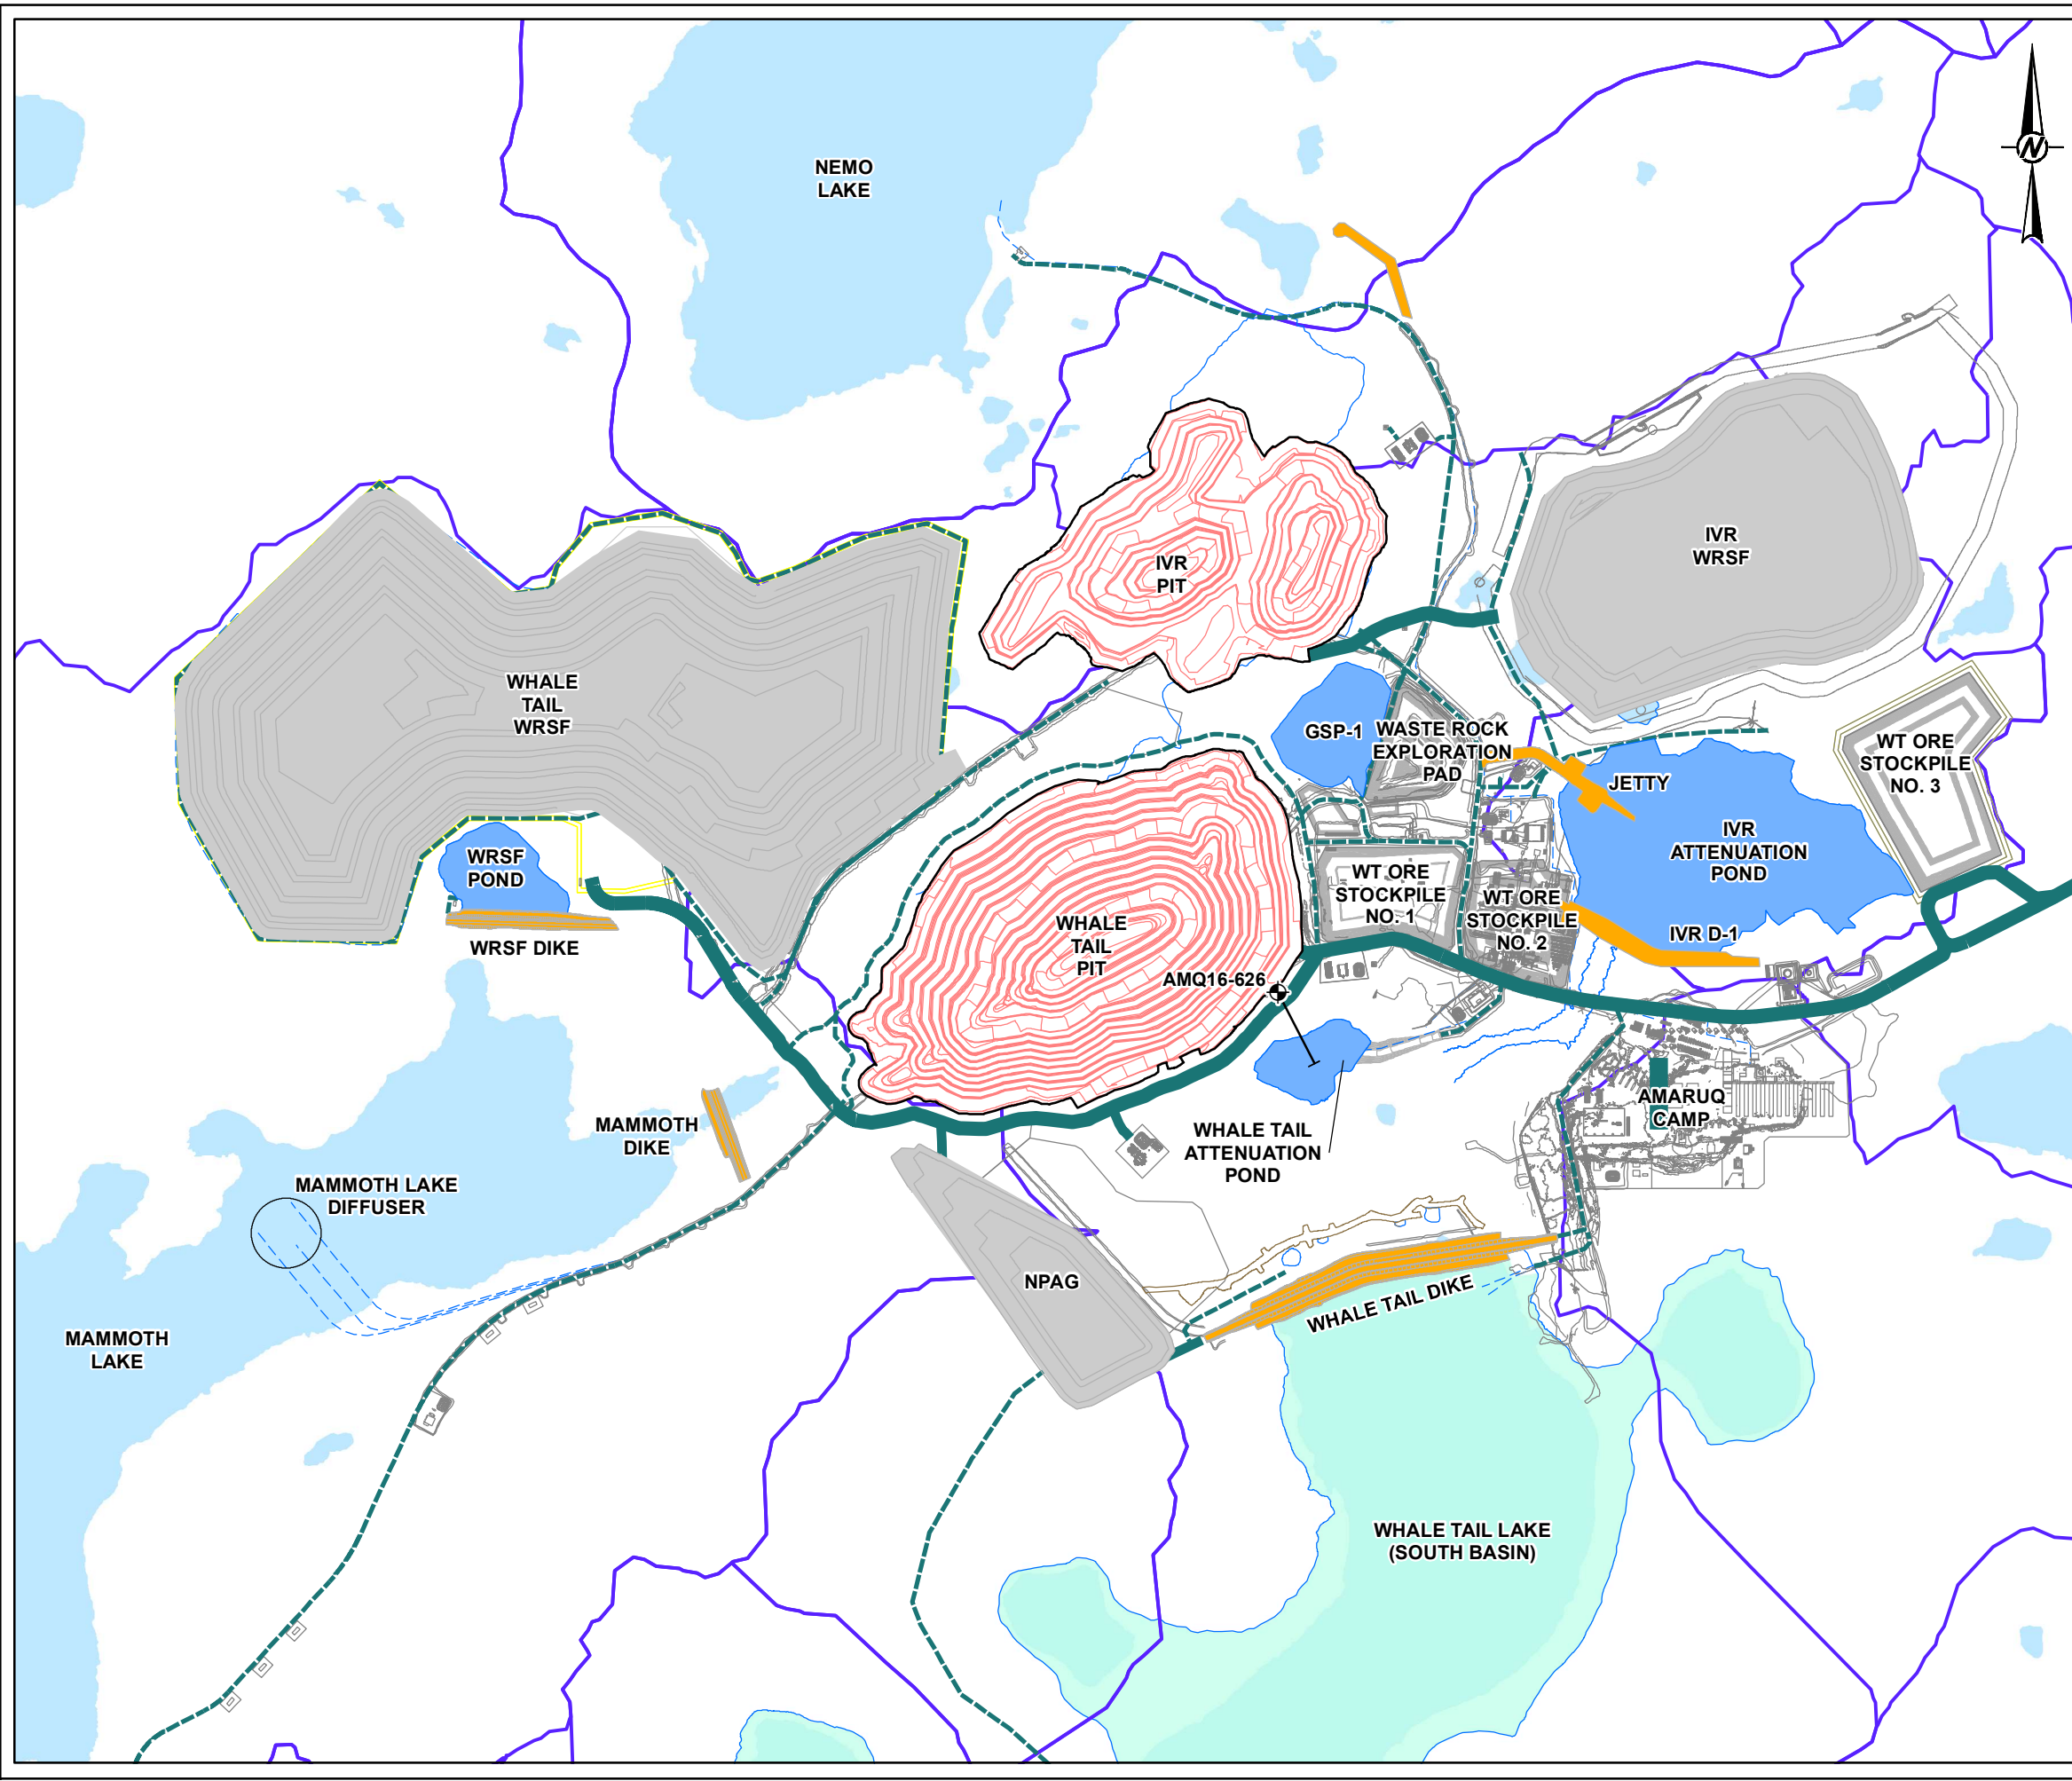 NEMO
LAKE
N
IVR
WRSF
IVR
PIT
WHALE
TAIL
WRSF
GSP-1
WASTE ROCK
EXPLORATION
PAD
WT ORE
STOCKPILE
NO. 3
JETTY
IVR
ATTENUATION
POND
WRSF
POND
WT ORE
STOCKPILE
NO. 1
WT ORE
STOCKPILE
NO. 2
WHALE
TAIL
PIT
IVR D-1
WRSF DIKE
AMQ16-626
AMARUQ
CAMP
MAMMOTH
DIKE
WHALE TAIL
ATTENUATION
POND
MAMMOTH LAKE
DIFFUSER
NPAG
WHALE TAIL DIKE
MAMMOTH
LAKE
WHALE TAIL LAKE
(SOUTH BASIN)